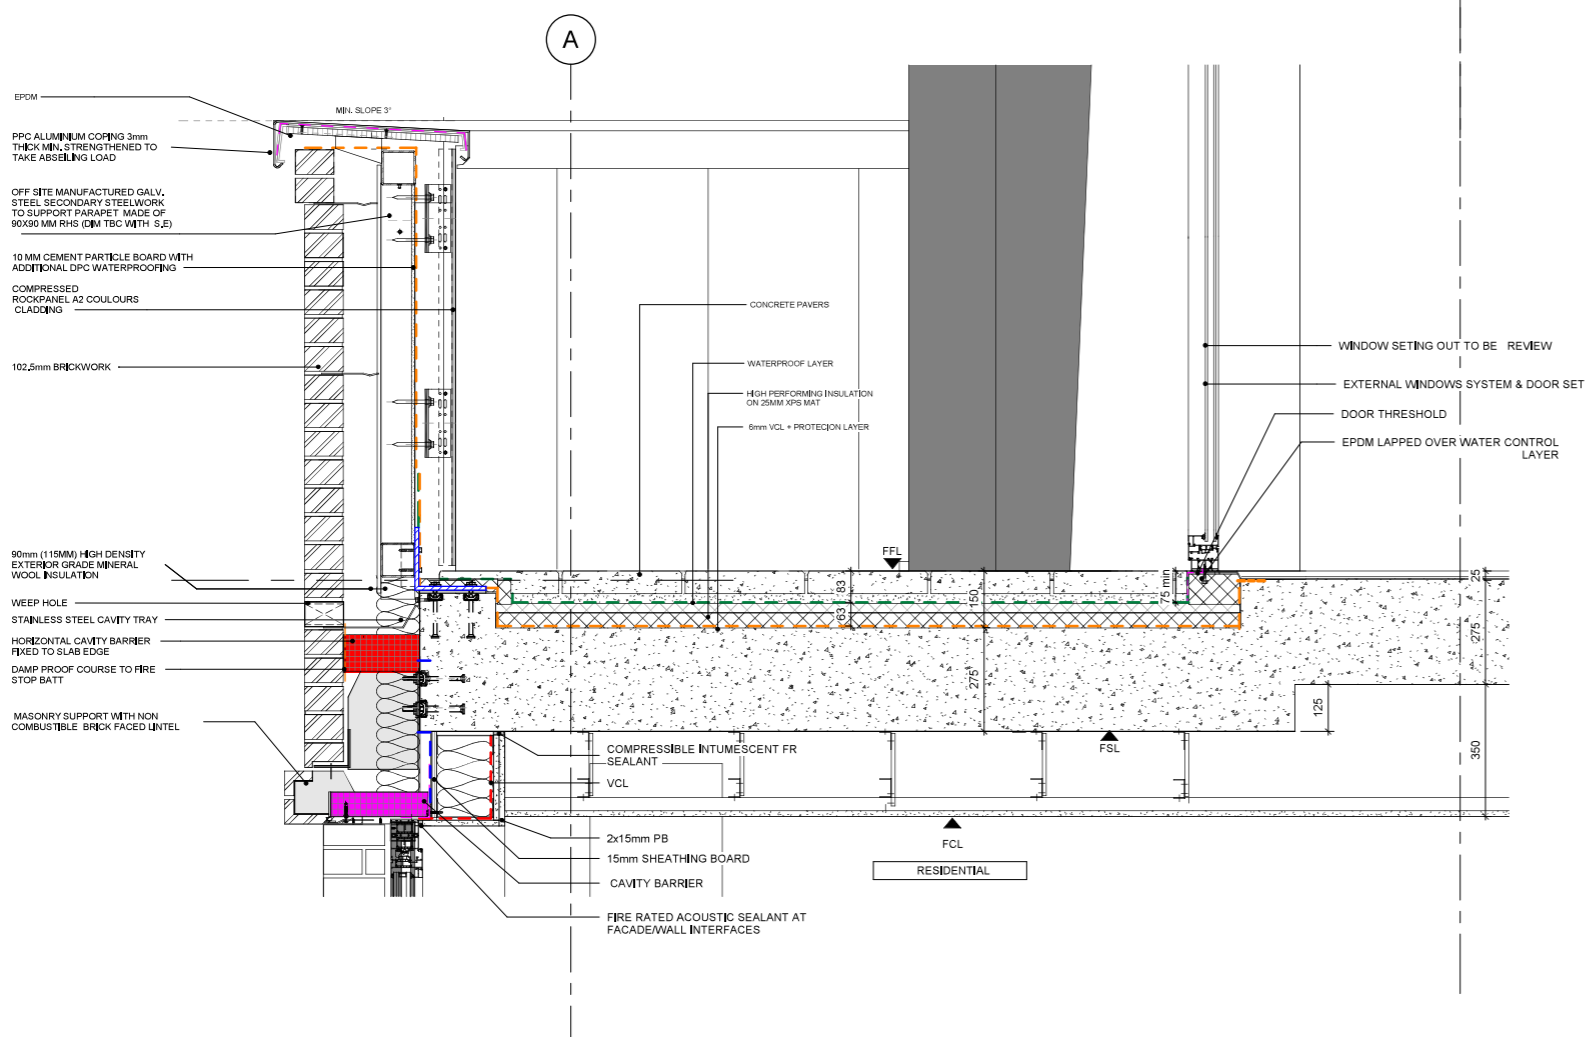 A
EPDM
MIN. SLOPE 3°
PPC ALUMINIUM COPING 3mm
THICK MIN. STRENGTHENED TO
TAKE ABSEILING LOAD
OFF SITE MANUFACTURED GALV.
STEEL SECONDARY STEELWORK
TO SUPPORT PARAPET MADE OF
90X90 MM RHS (DIM TBC WITH S.E)
10 MM CEMENT PARTICLE BOARD WITH
ADDITIONAL DPC WATERPROOFING
COMPRESSED
ROCKPANEL A2 COULOURS
CLADDING
102.5mm BRICKWORK
90mm (115MM) HIGH DENSITY
EXTERIOR GRADE MINERAL
WOOL INSULATION
WEEP HOLE
STAINLESS STEEL CAVITY TRAY
HORIZONTAL CAVITY BARRIER
FIXED TO SLAB EDGE
DAMP PROOF COURSE TO FIRE
STOP BATT
MASONRY SUPPORT WITH NON
COMBUSTIBLE BRICK FACED LINTEL
CONCRETE PAVERS
WATERPROOF LAYER
HIGH PERFORMING INSULATION
ON 25MM XPS MAT
6mm VCL + PROTECION LAYER
WINDOW SETING OUT TO BE REVIEW
EXTERNAL WINDOWS SYSTEM & DOOR SET
DOOR THRESHOLD
EPDM LAPPED OVER WATER CONTROL
LAYER
FFL
83
63
150
275
75 min
25
275
125
350
FSL
COMPRESSIBLE INTUMESCENT FR
SEALANT
VCL
2x15mm PB
15mm SHEATHING BOARD
CAVITY BARRIER
FIRE RATED ACOUSTIC SEALANT AT
FACADE/WALL INTERFACES
FCL
RESIDENTIAL